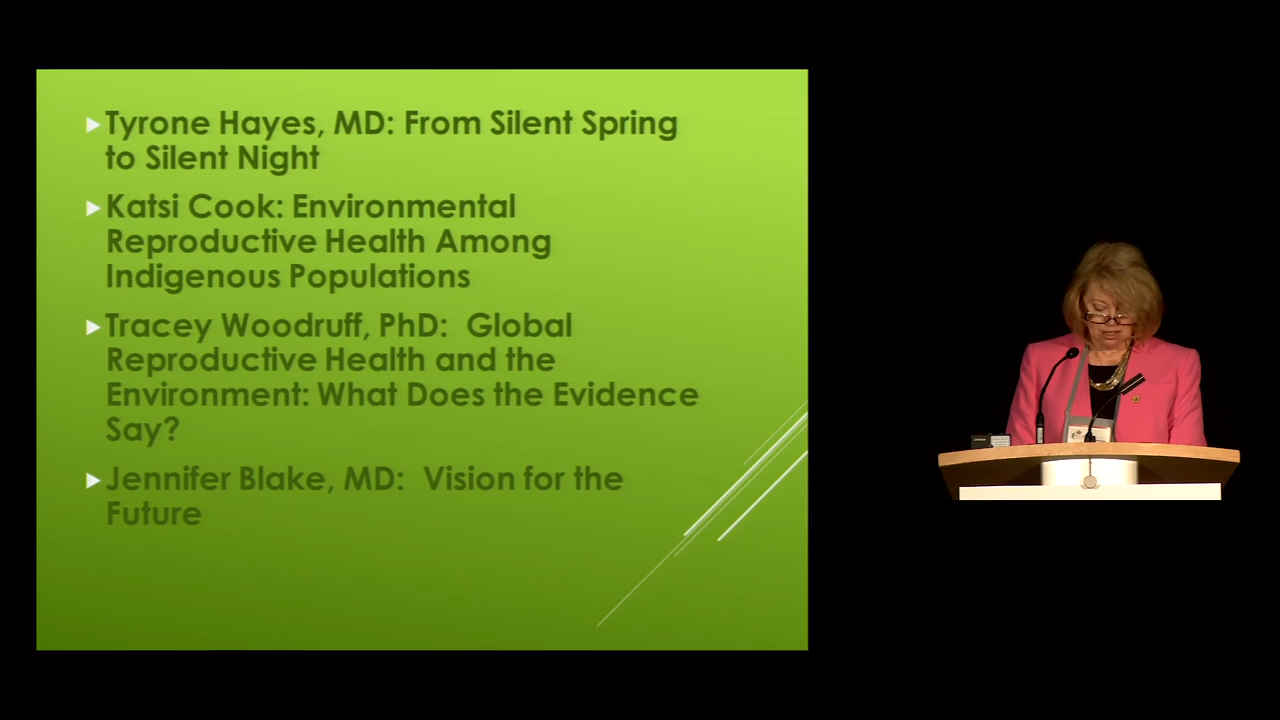 Tyrone Hayes, MD: From Silent Spring
to Silent Night
Katsi Cook: Environmental
Reproductive Health Among
Indigenous Populations
Tracey Woodruff, PhD:  Global
Reproductive Health and the
Environment: What Does the Evidence
Say?
Jennifer Blake, MD:  Vision for the
Future